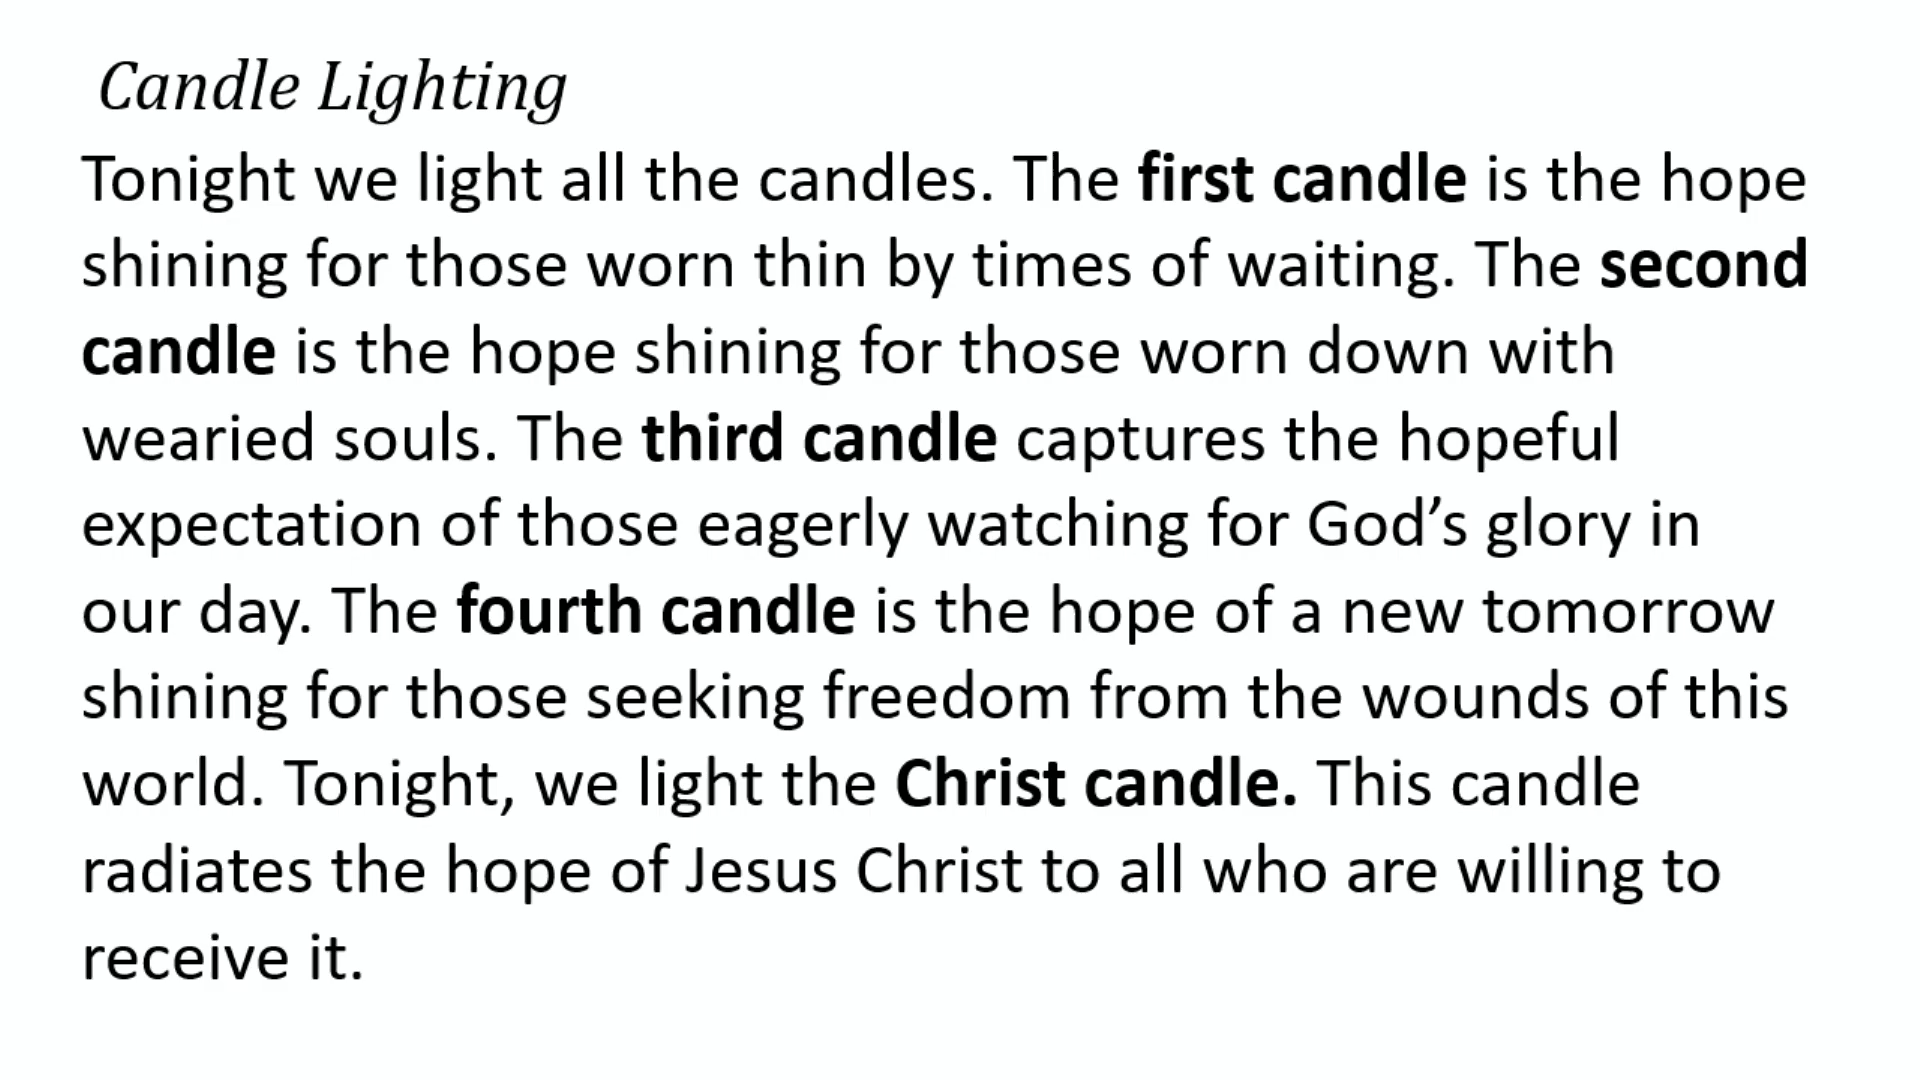 Candle Lighting
Tonight we light all the candles. The first candle is the hope
shining for those worn thin by times of waiting. The second
candle is the hope shining for those worn down with
wearied souls. The third candle captures the hopeful
expectation of those eagerly watching for God’s glory in
our day. The fourth candle is the hope of a new tomorrow
shining for those seeking freedom from the wounds of this
world. Tonight, we light the Christ candle. This candle
radiates the hope of Jesus Christ to all who are willing to
receive it.